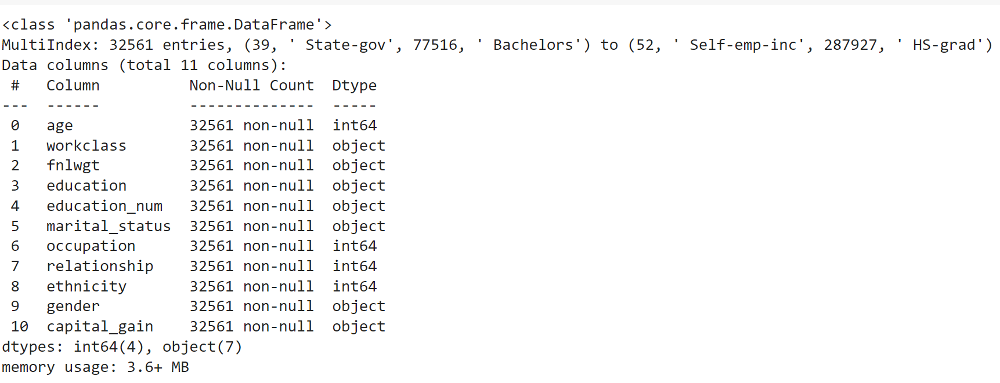 <class 'pandas.core.frame.DataFrame'>
MultiIndex: 32561 entries, (39, ' State-gov', 77516, ' Bachelors') to (52, ' Self-emp-inc', 287927, ' HS-grad')
Data columns (total 11 columns):
 #   Column          Non-Null Count  Dtype
---  ------          --------------  -----
 0   age             32561 non-null  int64
 1   workclass       32561 non-null  object
 2   fnlwgt          32561 non-null  object
 3   education       32561 non-null  object
 4   education_num   32561 non-null  object
 5   marital_status  32561 non-null  object
 6   occupation      32561 non-null  int64
 7   relationship    32561 non-null  int64
 8   ethnicity       32561 non-null  int64
 9   gender          32561 non-null  object
 10  capital_gain    32561 non-null  object
dtypes: int64(4), object(7)
memory usage: 3.6+ MB